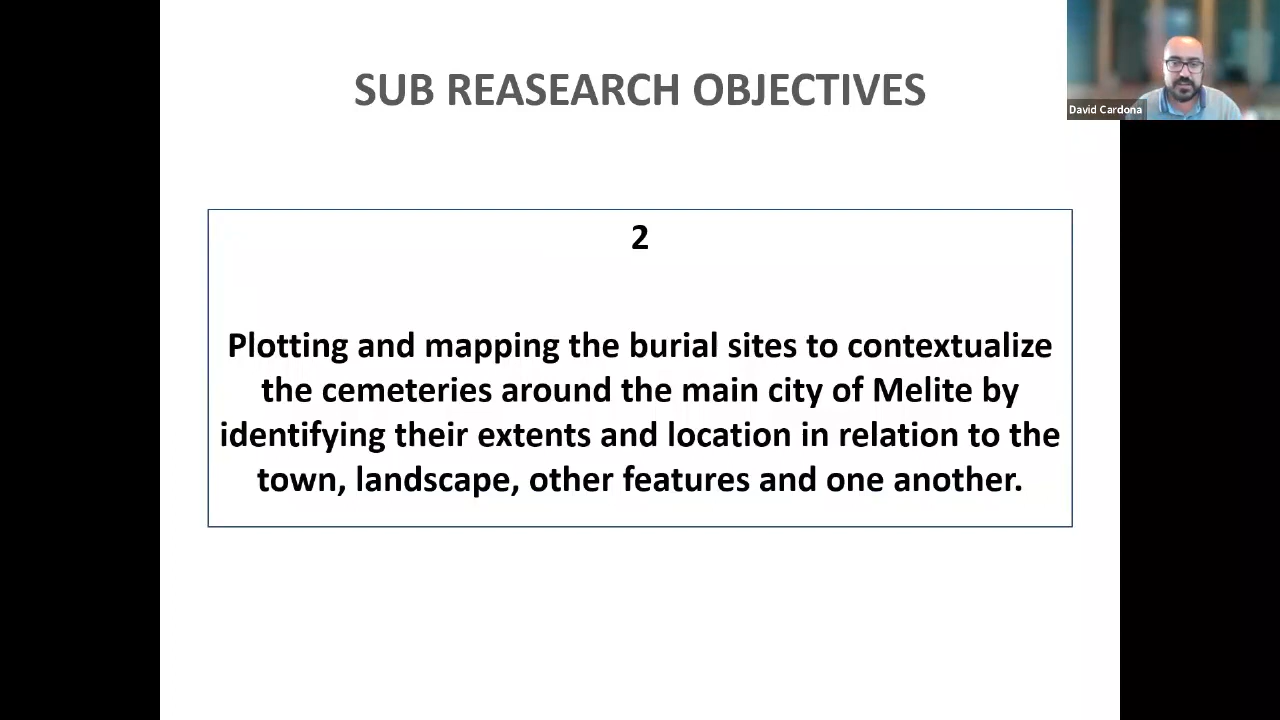 SUB REASEARCH OBJECTIVES
David Cardona
2
Plotting and mapping the burial sites to contextualize
the cemeteries around the main city of Melite by
identifying their extents and location in relation to the
town, landscape, other features and one another.